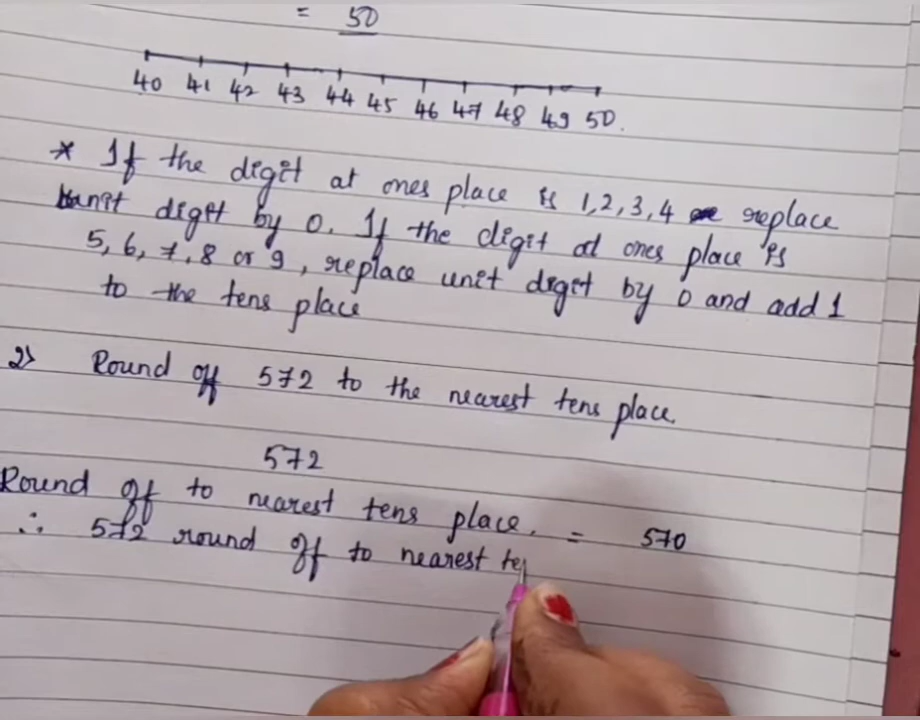 = 50
40 41 42 43 44 45 46 47 48 49 50.
* If the digit at ones place is 1,2,3,4 replace
unit digit by 0. If the digit at ones place is
5, 6, 7, 8 or 9, replace unit digit by 0 and add 1
to the tens place
2) Round off 572 to the nearest tens place.
572
Round off to nearest tens place. = 570
∴ 572 round off to nearest te